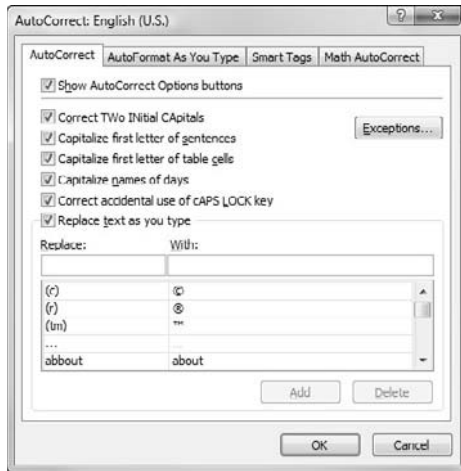 AutoCorrect: English (U.S.)
AutoCorrect AutoFormat As You Type Smart Tags Math AutoCorrect
Show AutoCorrect Options buttons
Correct TWo INitial CApitals
Exceptions...
Capitalize first letter of sentences
Capitalize first letter of table cells
Capitalize names of days
Correct accidental use of cAPS LOCK key
Replace text as you type
Replace: With:
(c) ©
(r) ®
(tm) ™
... …
abbout about
Add Delete
OK Cancel